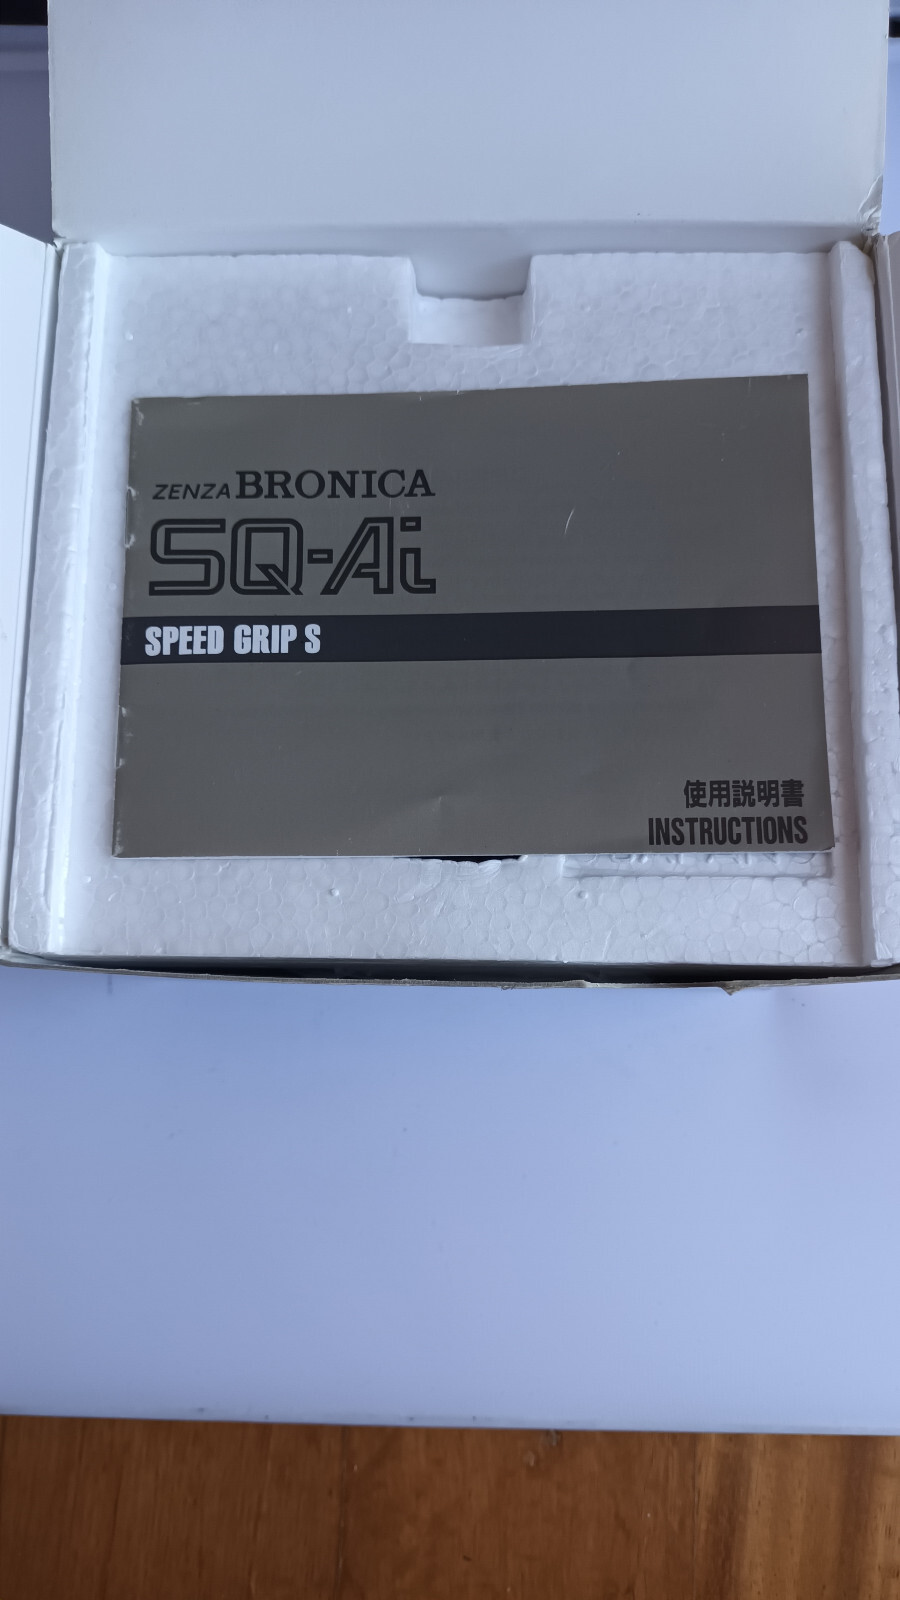 ZENZA BRONICA
SQ-Ai
SPEED GRIP S
使用説明書
INSTRUCTIONS